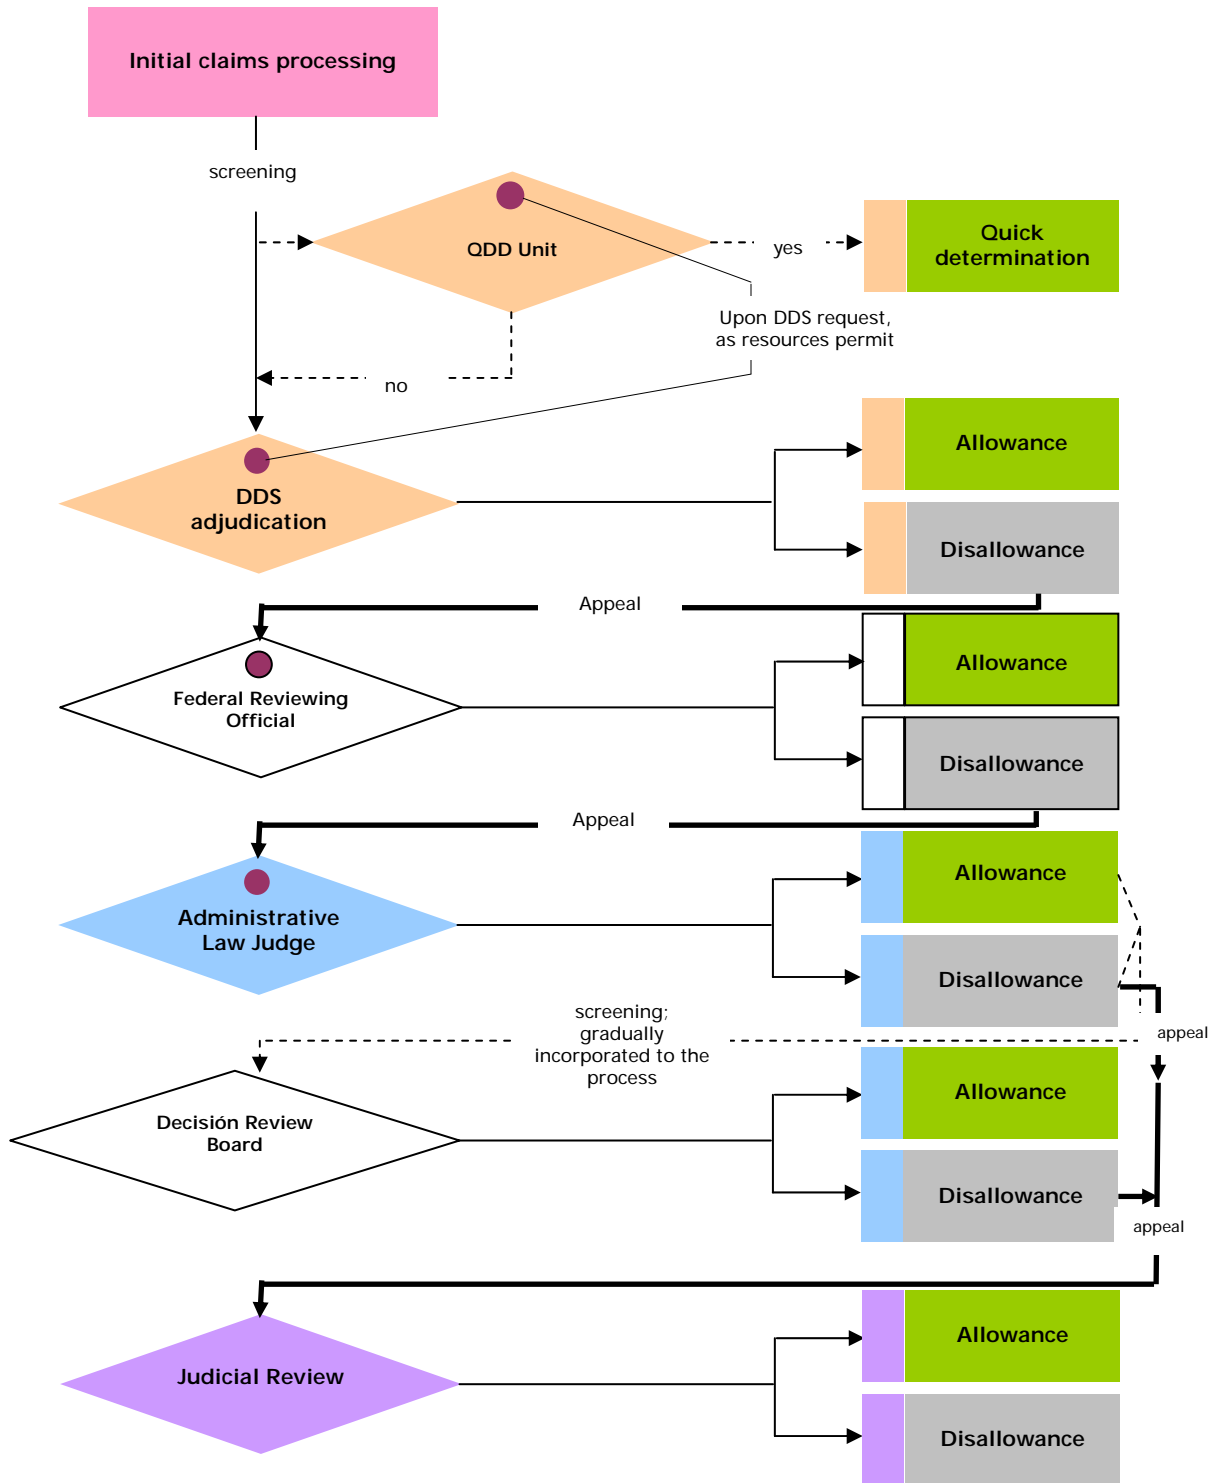 Initial claims processing
screening
QDD Unit
yes
Quick
determination
Upon DDS request,
as resources permit
no
DDS
adjudication
Allowance
Disallowance
Appeal
Federal Reviewing
Official
Allowance
Disallowance
Appeal
Administrative
Law Judge
Allowance
Disallowance
screening;
gradually
incorporated to the
process
appeal
Decisión Review
Board
Allowance
Disallowance
appeal
Judicial Review
Allowance
Disallowance